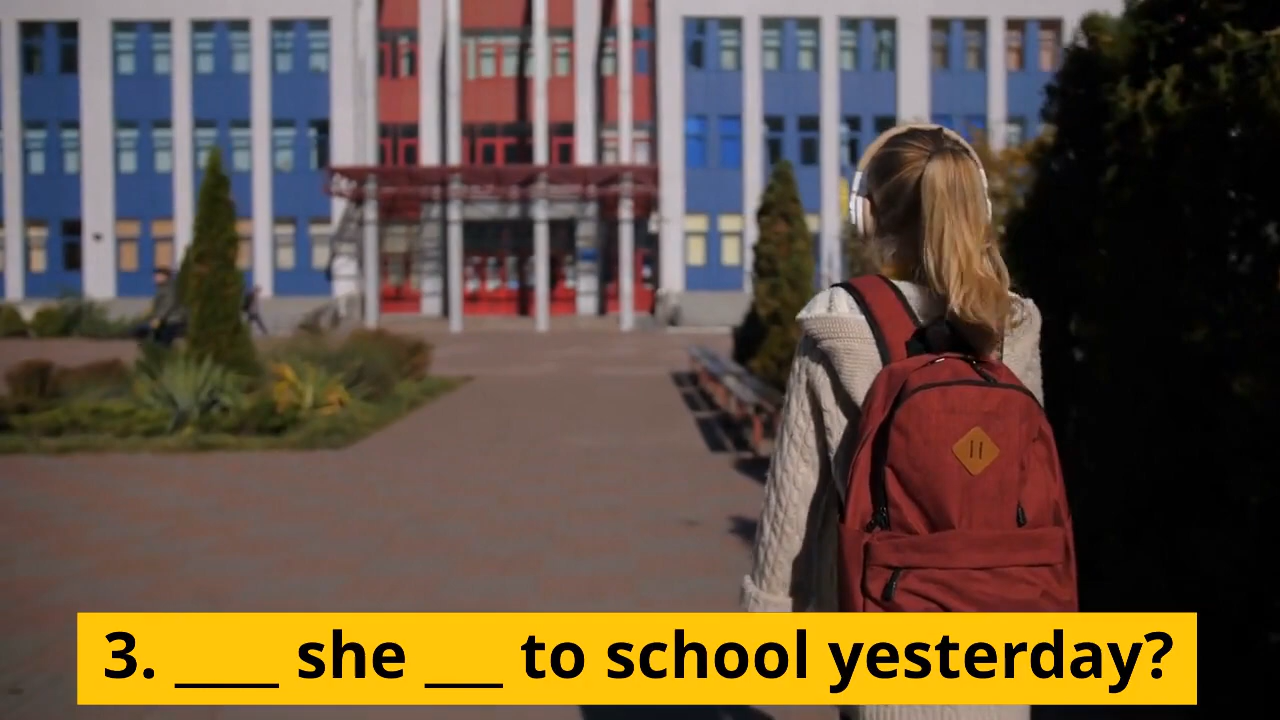 3. ____ she ___ to school yesterday?